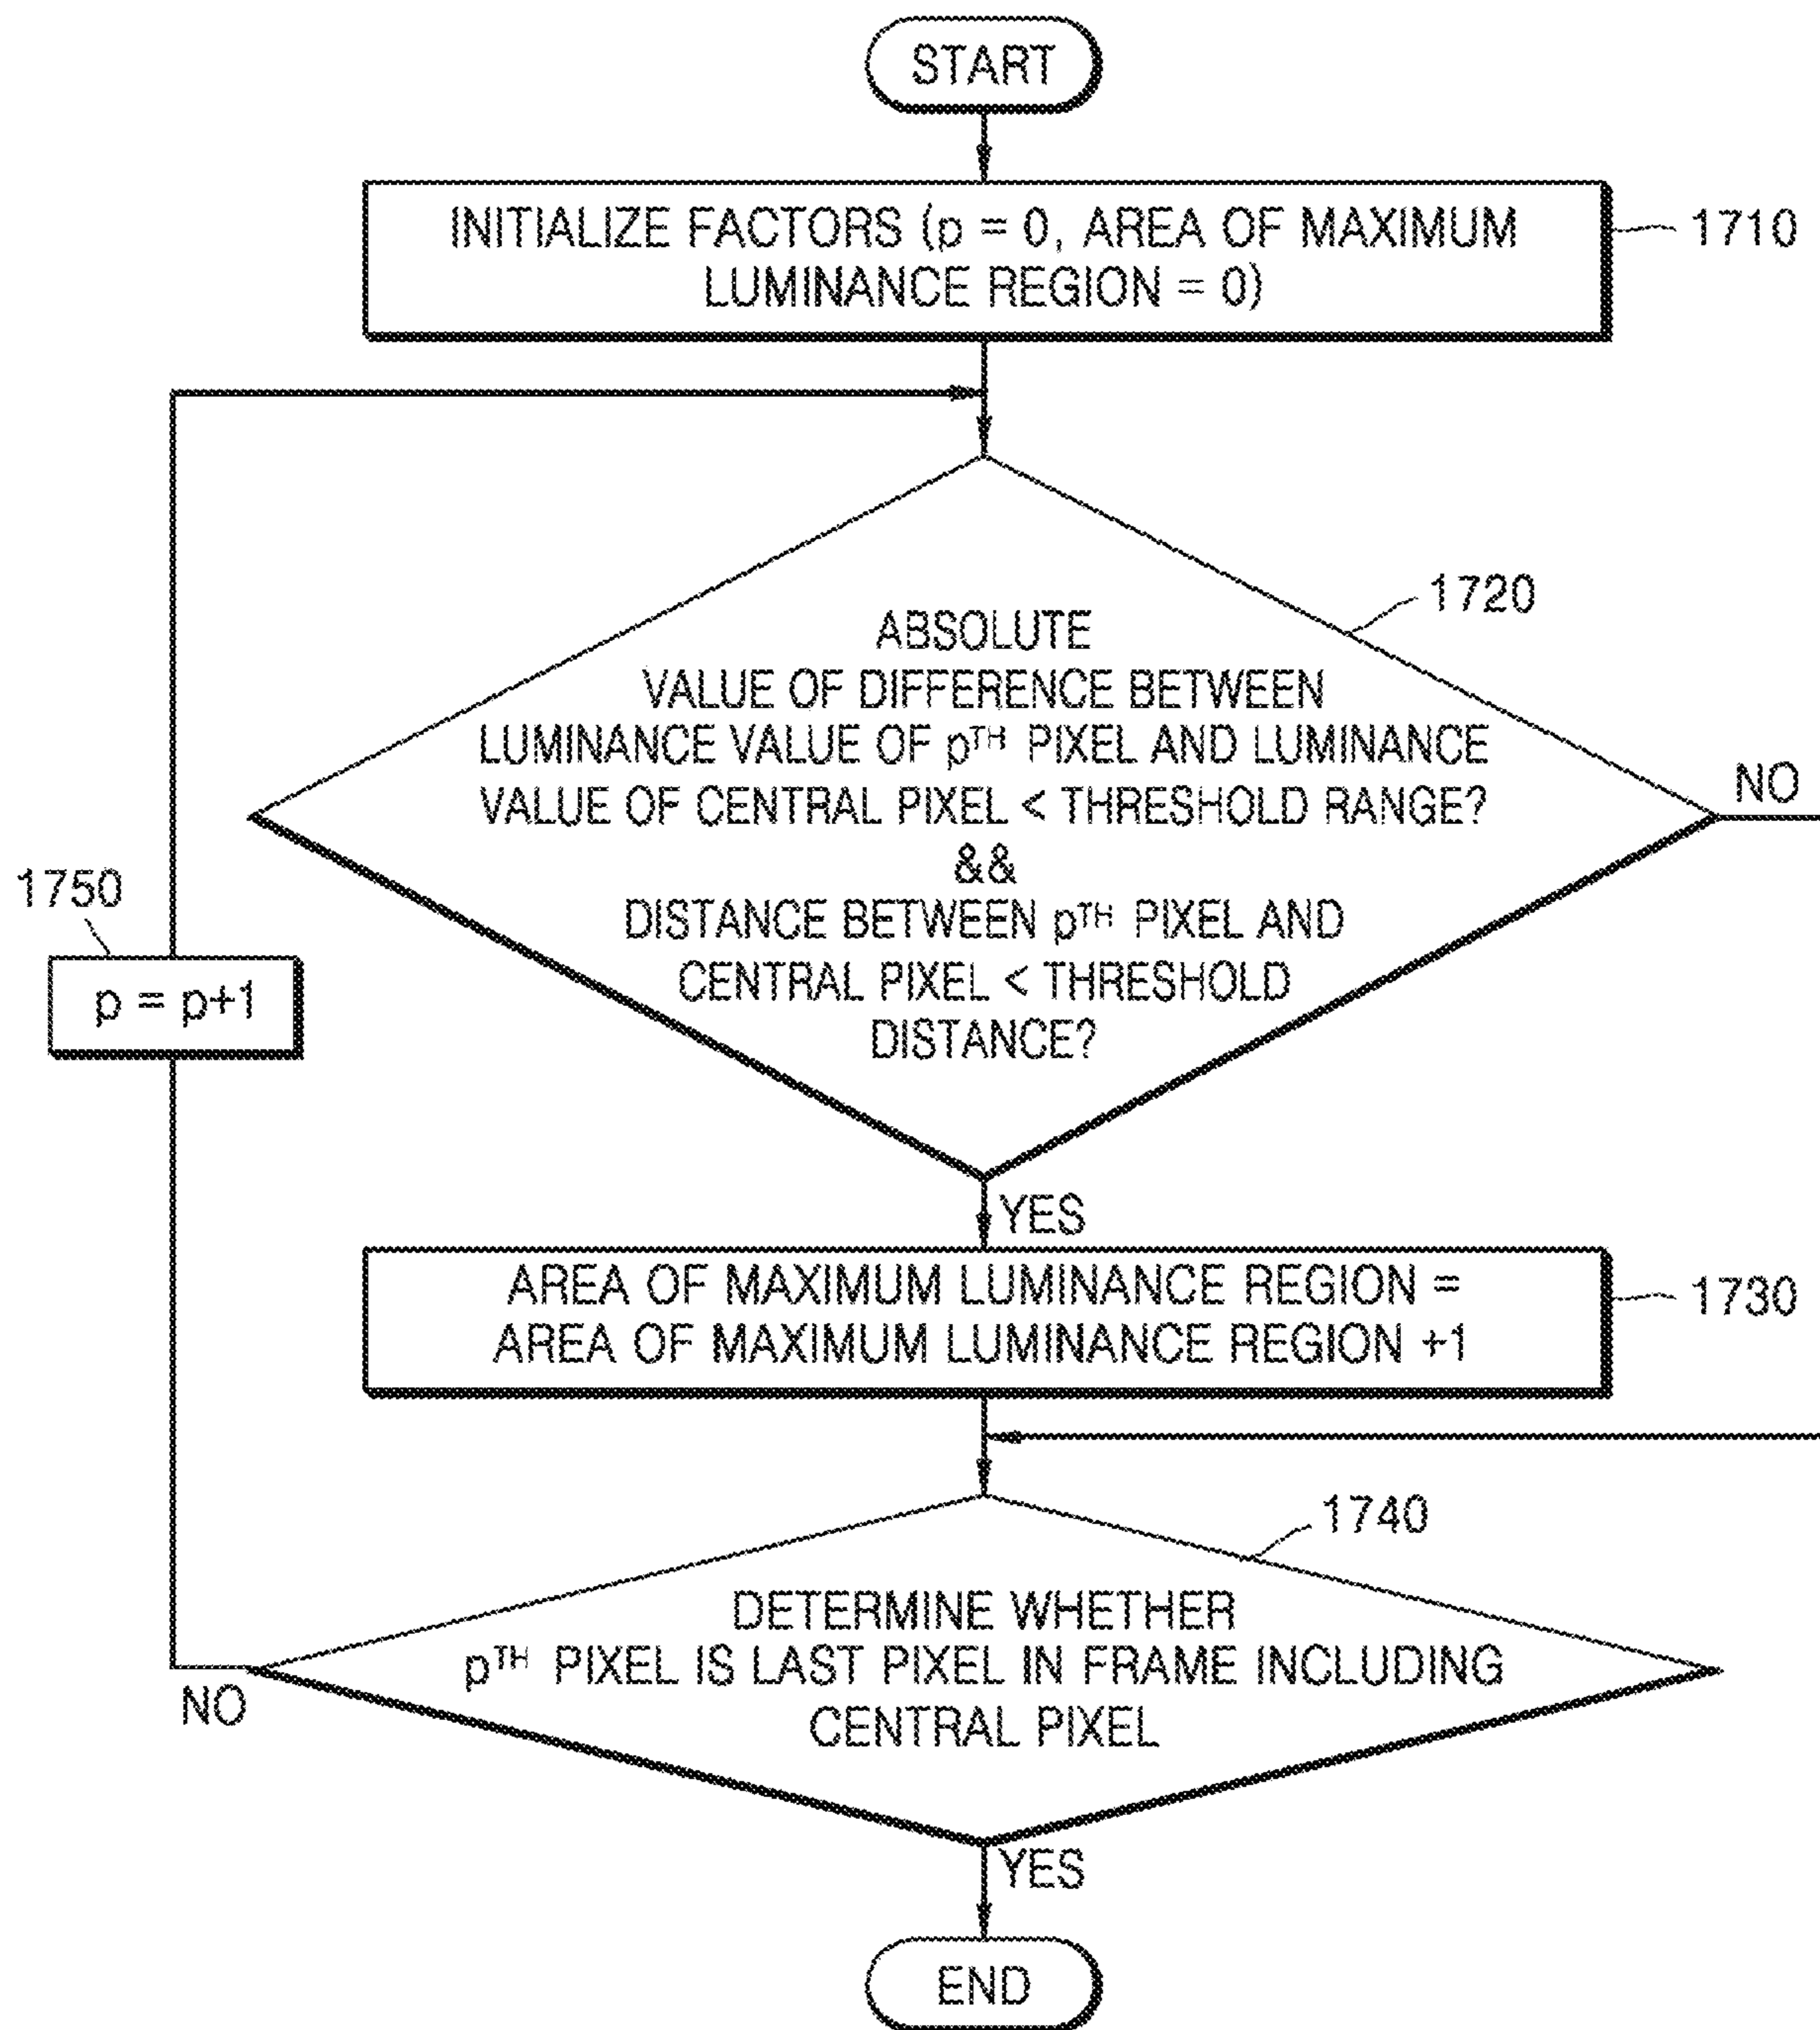 START
INITIALIZE FACTORS (p = 0, AREA OF MAXIMUM
LUMINANCE REGION = 0)
1710
1720
ABSOLUTE
VALUE OF DIFFERENCE BETWEEN
LUMINANCE VALUE OF pTH PIXEL AND LUMINANCE
VALUE OF CENTRAL PIXEL < THRESHOLD RANGE?
&&
DISTANCE BETWEEN pTH PIXEL AND
CENTRAL PIXEL < THRESHOLD
DISTANCE?
NO
1750
p = p+1
YES
AREA OF MAXIMUM LUMINANCE REGION =
AREA OF MAXIMUM LUMINANCE REGION +1
1730
1740
DETERMINE WHETHER
pTH PIXEL IS LAST PIXEL IN FRAME INCLUDING
CENTRAL PIXEL
NO
YES
END